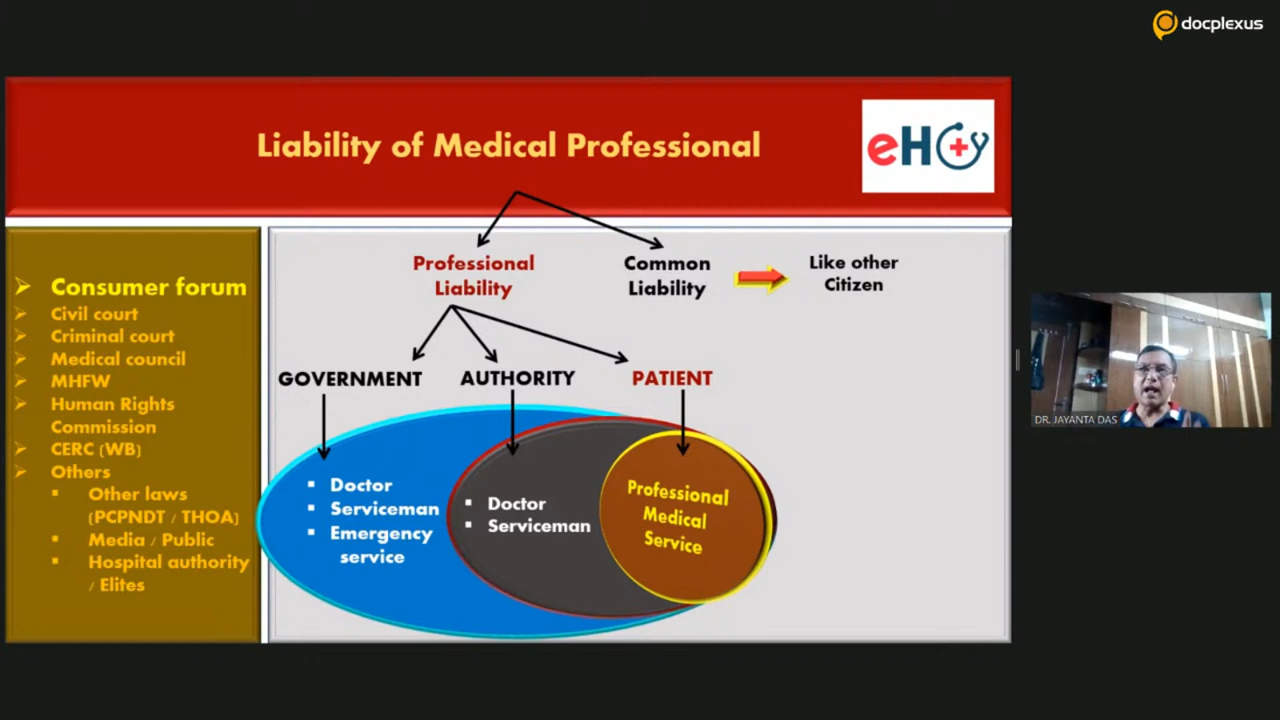 docplexus
Liability of Medical Professional
eH
Consumer forum
Civil court
Criminal court
Medical council
MHFW
Human Rights
Commission
CERC (WB)
Others
Other laws
(PCPNDT / THOA)
Media / Public
Hospital authority
/ Elites
Professional
Liability
Common
Liability
Like other
Citizen
GOVERNMENT
AUTHORITY
PATIENT
Doctor
Serviceman
Emergency
service
Doctor
Serviceman
Professional
Medical
Service
DR. JAYANTA DAS